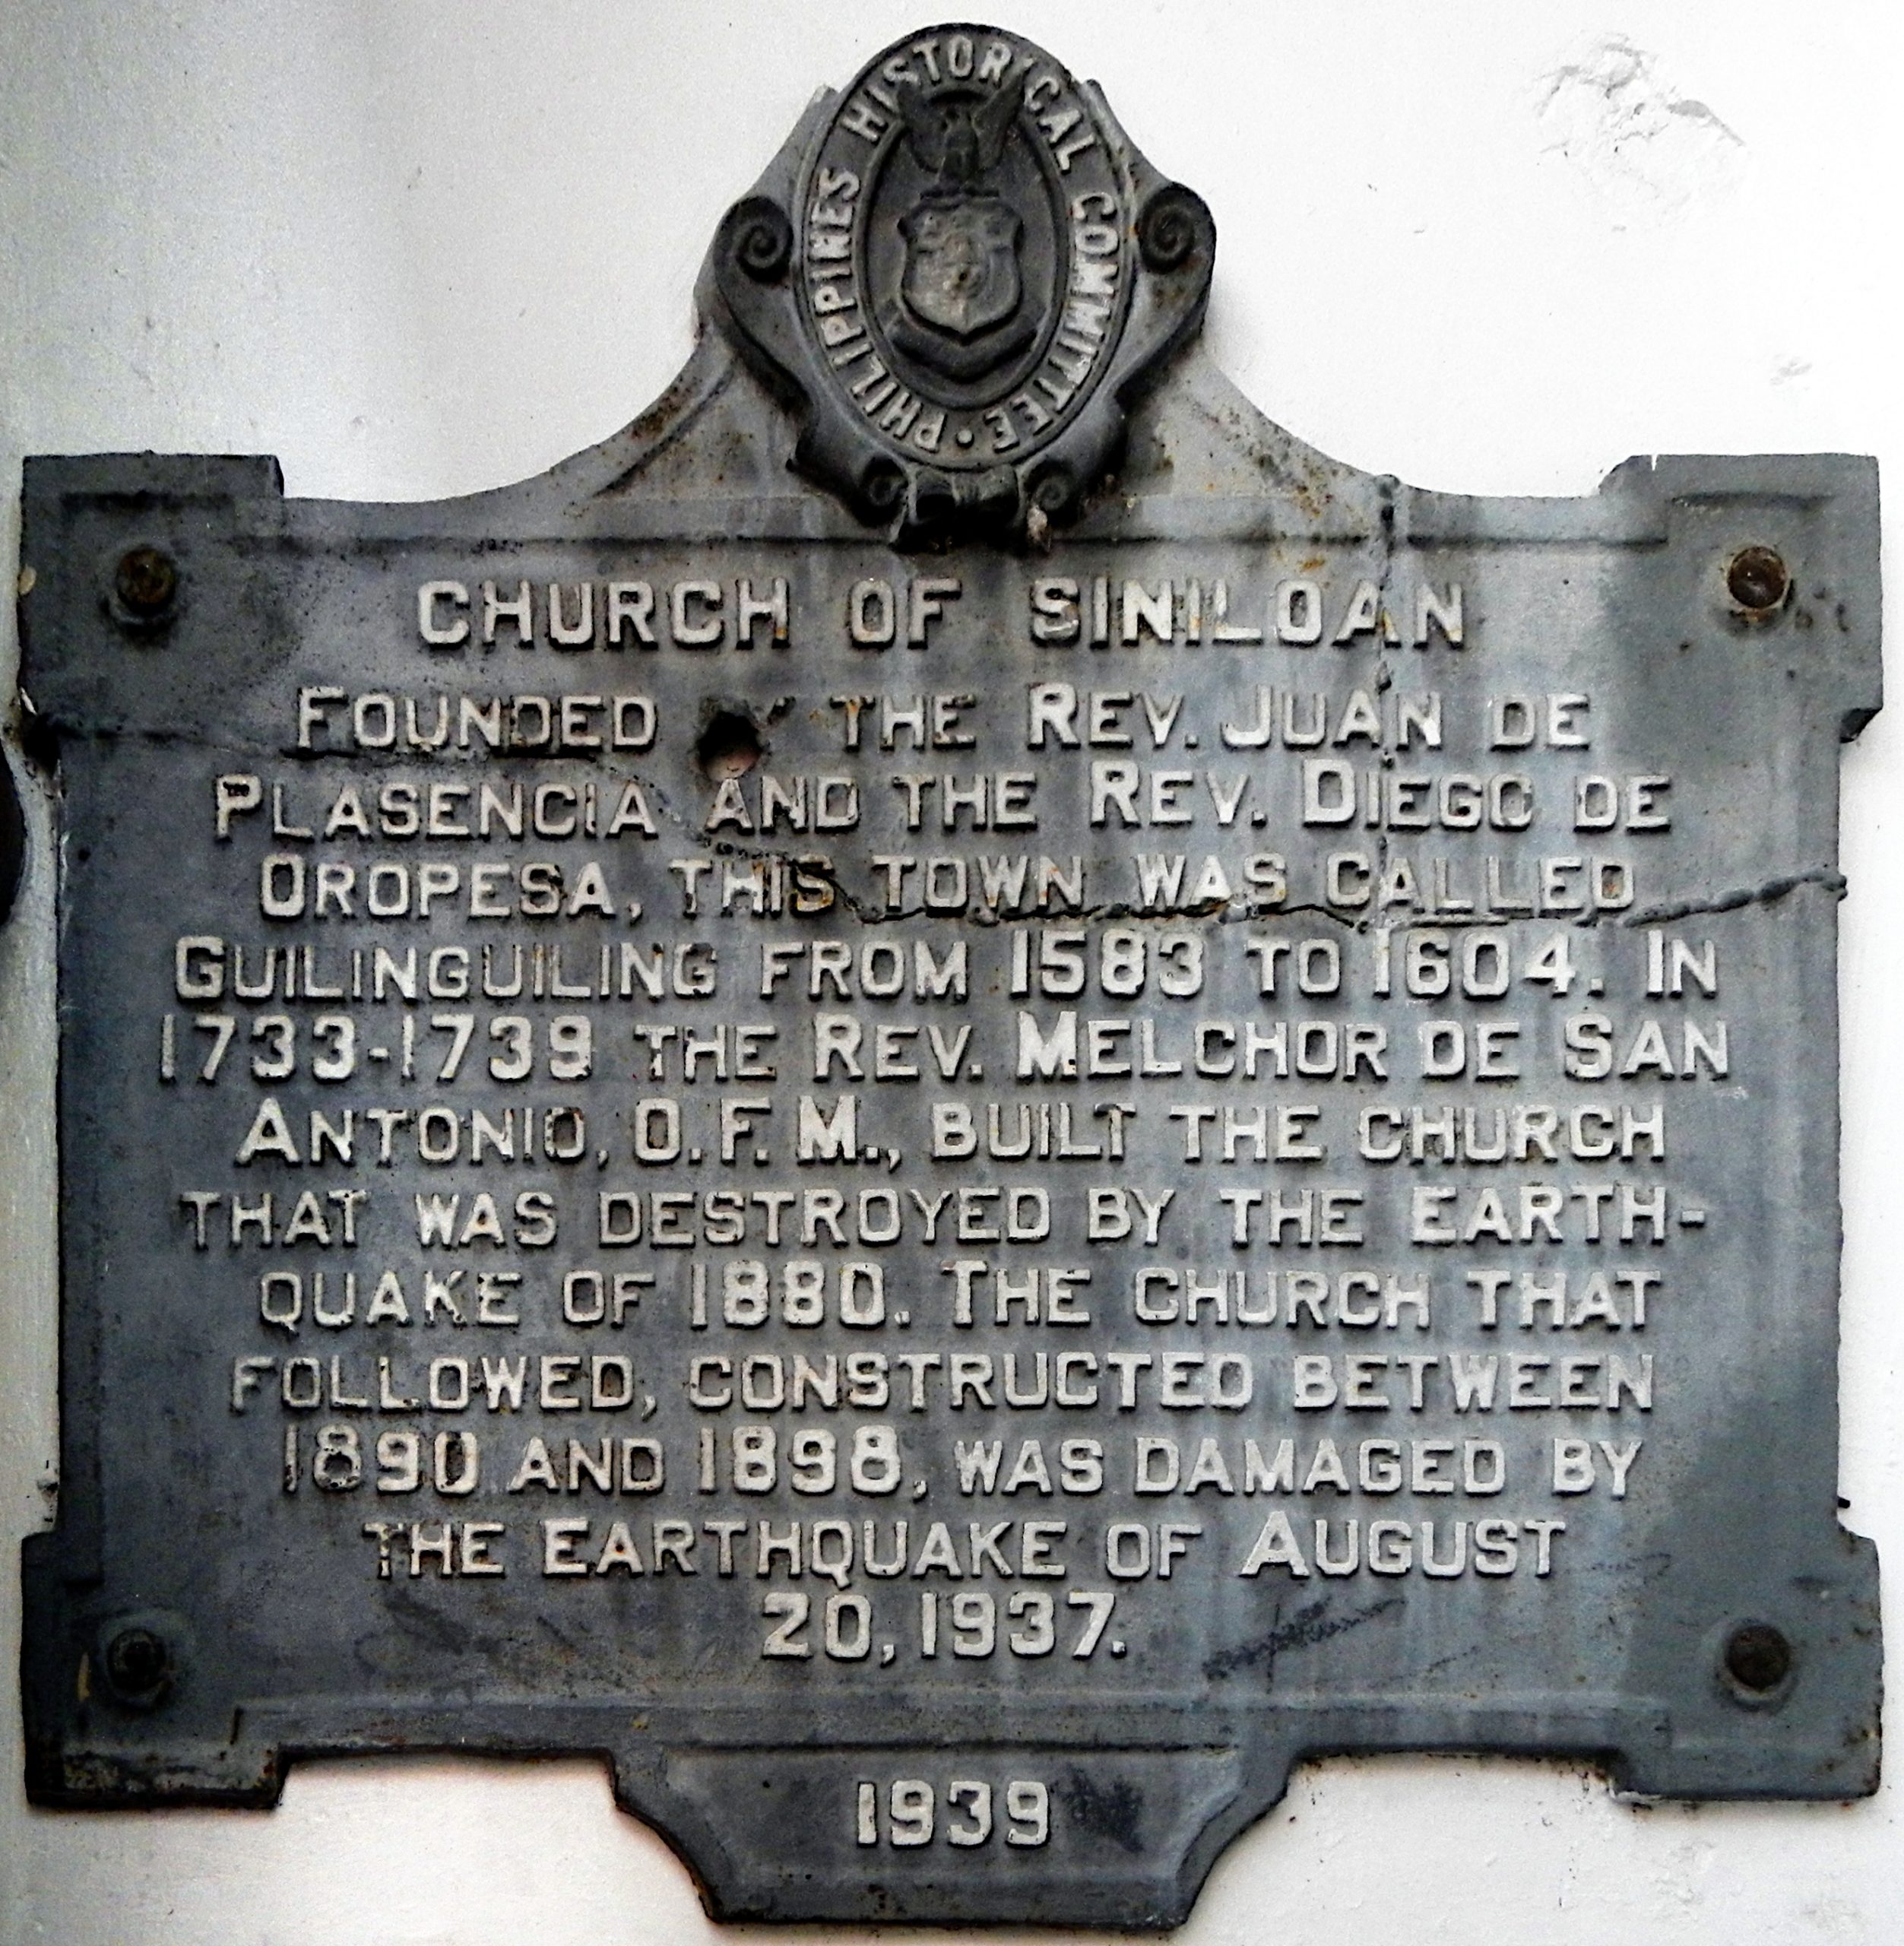 PHILIPPINES HISTORICAL COMMITTEE
CHURCH OF SINILOAN
FOUNDED THE REV. JUAN DE
PLASENCIA AND THE REV. DIEGO DE
OROPESA, THIS TOWN WAS CALLED
GUILINGUILING FROM 1583 TO 1604. IN
1733-1739 THE REV. MELCHOR DE SAN
ANTONIO, O.F.M., BUILT THE CHURCH
THAT WAS DESTROYED BY THE EARTH-
QUAKE OF 1880. THE CHURCH THAT
FOLLOWED, CONSTRUCTED BETWEEN
1890 AND 1898, WAS DAMAGED BY
THE EARTHQUAKE OF AUGUST
20, 1937.
1939